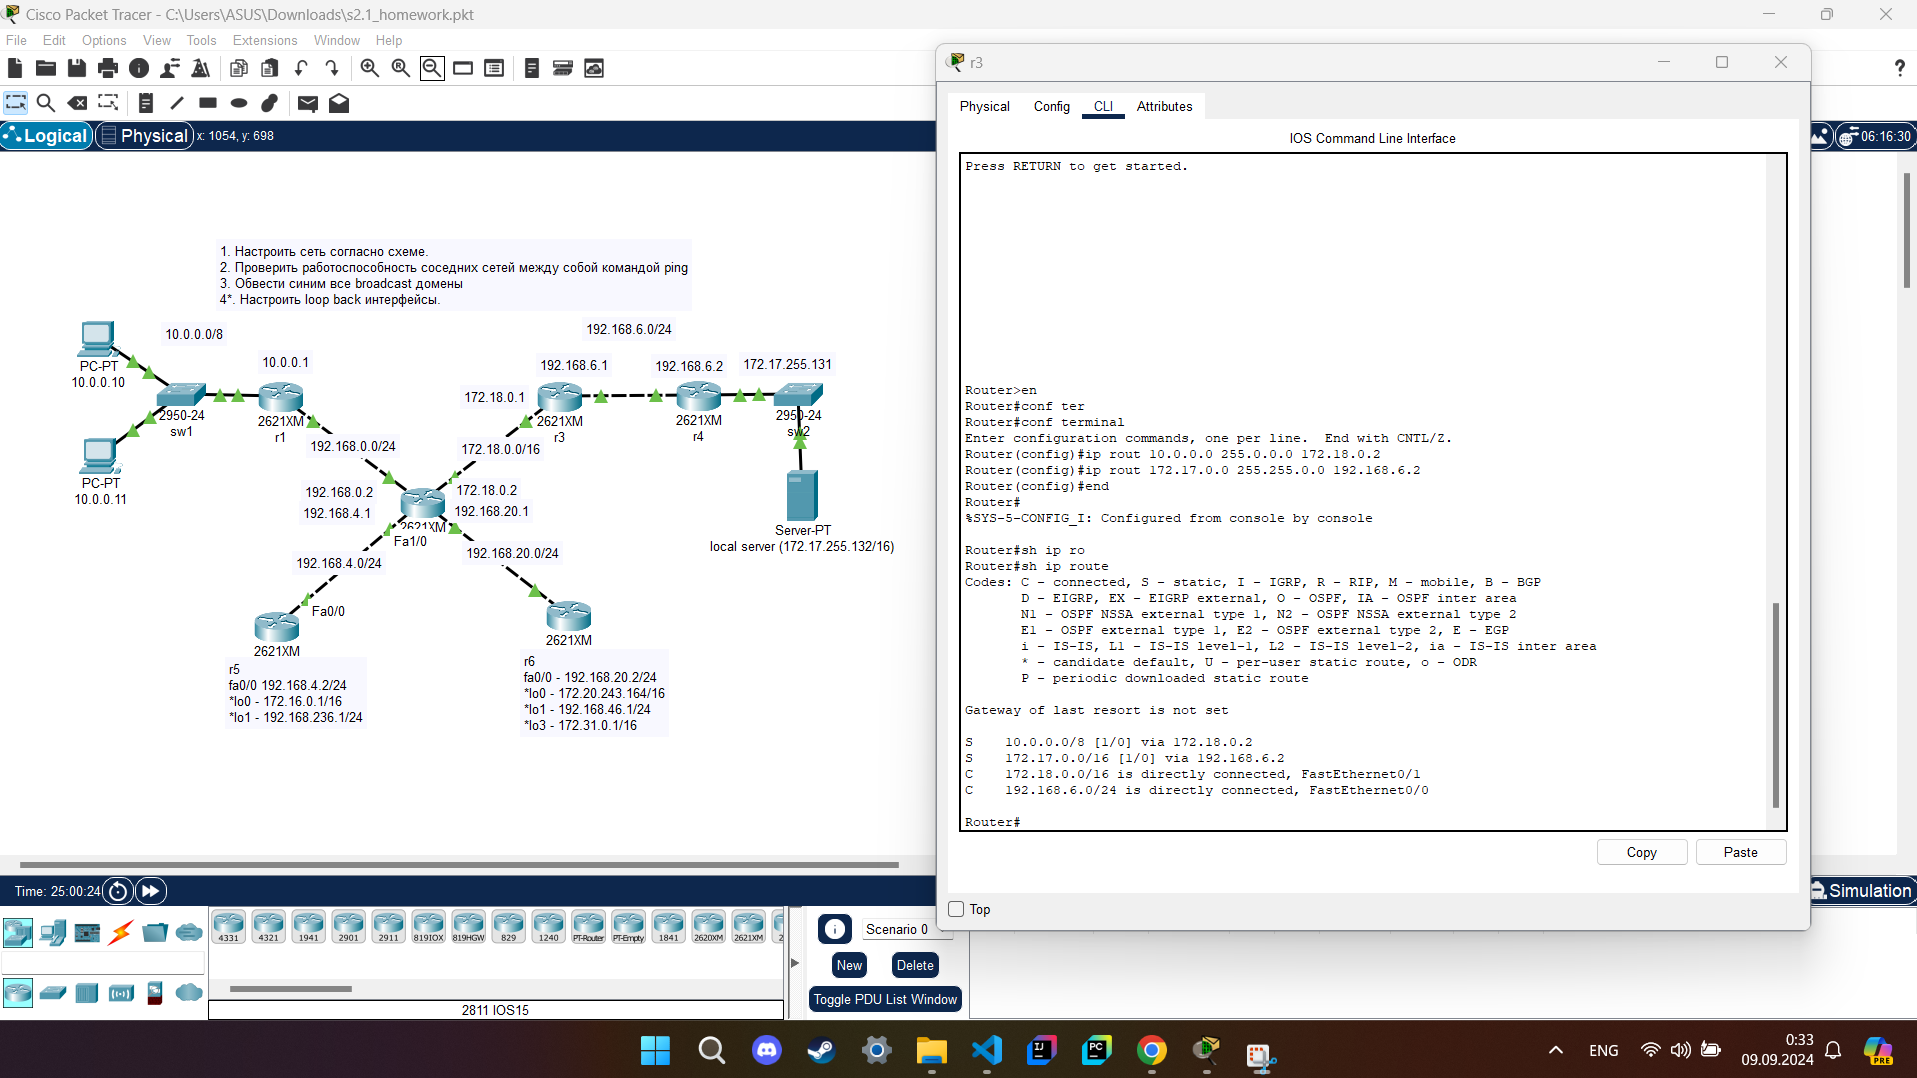 Cisco Packet Tracer - C:\Users\ASUS\Downloads\s2.1_homework.pkt
File Edit Options View Tools Extensions Window Help
Logical Physical x: 1054, y: 698
06:16:30
1. Настроить сеть согласно схеме.
2. Проверить работоспособность соседних сетей между собой командой ping
3. Обвести синим все broadcast домены
4*. Настроить loop back интерфейсы.
192.168.6.0/24
10.0.0.0/8
10.0.0.1
192.168.6.1
192.168.6.2
172.17.255.131
PC-PT
10.0.0.10
172.18.0.1
2950-24
sw1
2621XM
r1
2621XM
r3
2621XM
r4
2950-24
sw2
192.168.0.0/24
172.18.0.0/16
PC-PT
10.0.0.11
192.168.0.2
172.18.0.2
192.168.4.1
192.168.20.1
2621XM
Fa1/0
Server-PT
local server (172.17.255.132/16)
192.168.4.0/24
192.168.20.0/24
Fa0/0
2621XM
2621XM
r5
fa0/0 192.168.4.2/24
*lo0 - 172.16.0.1/16
*lo1 - 192.168.236.1/24
r6
fa0/0 - 192.168.20.2/24
*lo0 - 172.20.243.164/16
*lo1 - 192.168.46.1/24
*lo3 - 172.31.0.1/16
r3
Physical Config CLI Attributes
IOS Command Line Interface
Press RETURN to get started.
Router>en
Router#conf ter
Router#conf terminal
Enter configuration commands, one per line.  End with CNTL/Z.
Router(config)#ip rout 10.0.0.0 255.0.0.0 172.18.0.2
Router(config)#ip rout 172.17.0.0 255.255.0.0 192.168.6.2
Router(config)#end
Router#
%SYS-5-CONFIG_I: Configured from console by console
Router#sh ip ro
Router#sh ip route
Codes: C - connected, S - static, I - IGRP, R - RIP, M - mobile, B - BGP
D - EIGRP, EX - EIGRP external, O - OSPF, IA - OSPF inter area
N1 - OSPF NSSA external type 1, N2 - OSPF NSSA external type 2
E1 - OSPF external type 1, E2 - OSPF external type 2, E - EGP
i - IS-IS, L1 - IS-IS level-1, L2 - IS-IS level-2, ia - IS-IS inter area
* - candidate default, U - per-user static route, o - ODR
P - periodic downloaded static route
Gateway of last resort is not set
S    10.0.0.0/8 [1/0] via 172.18.0.2
S    172.17.0.0/16 [1/0] via 192.168.6.2
C    172.18.0.0/16 is directly connected, FastEthernet0/1
C    192.168.6.0/24 is directly connected, FastEthernet0/0
Router#
Copy Paste
Top
Time: 25:00:24
Simulation
4331 4321 1941 2901 2911 819IOX 819HGW 829 1240 PT-Router PT-Empty 1841 2620XM 2621XM 2
2811 IOS15
Scenario 0
New Delete
Toggle PDU List Window
ENG
0:33
09.09.2024
PRE